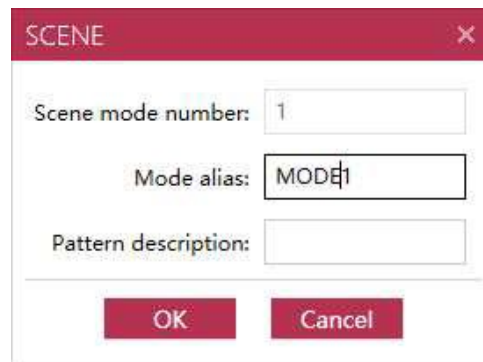 SCENE
Scene mode number: 1
Mode alias: MODE1
Pattern description:
OK Cancel